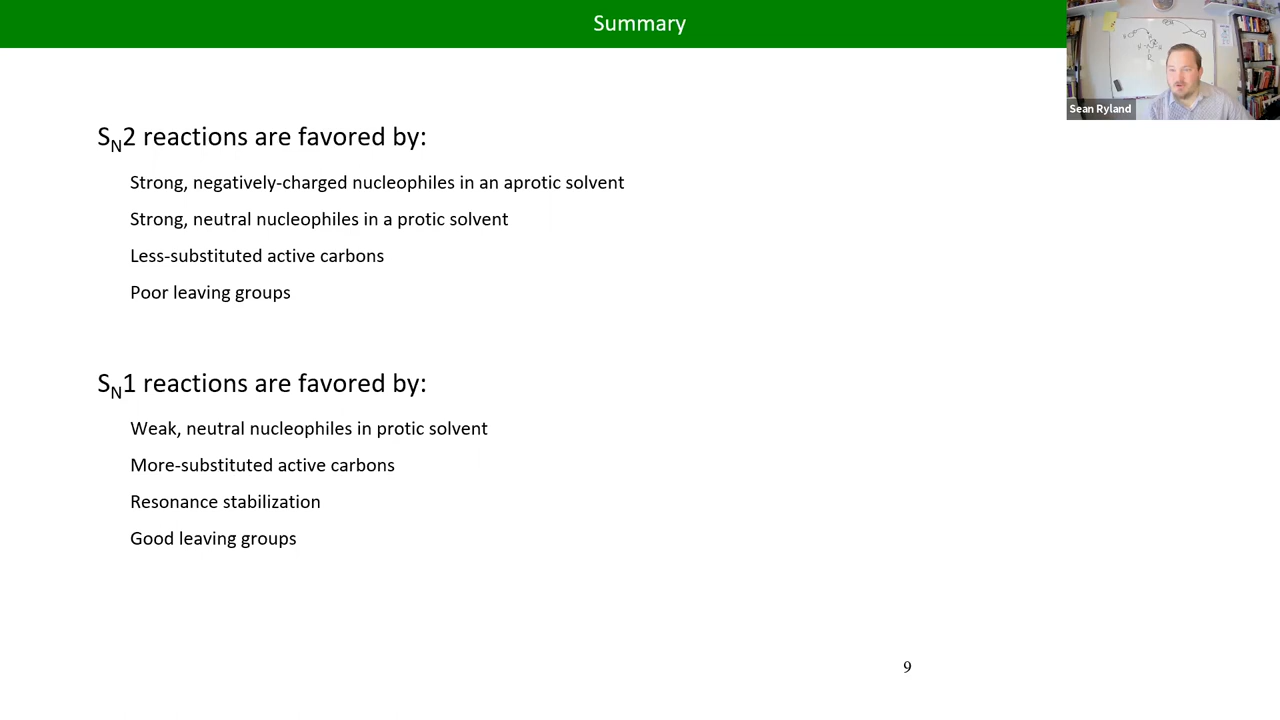 Summary
Sean Ryland
SN2 reactions are favored by:
Strong, negatively-charged nucleophiles in an aprotic solvent
Strong, neutral nucleophiles in a protic solvent
Less-substituted active carbons
Poor leaving groups
SN1 reactions are favored by:
Weak, neutral nucleophiles in protic solvent
More-substituted active carbons
Resonance stabilization
Good leaving groups
9